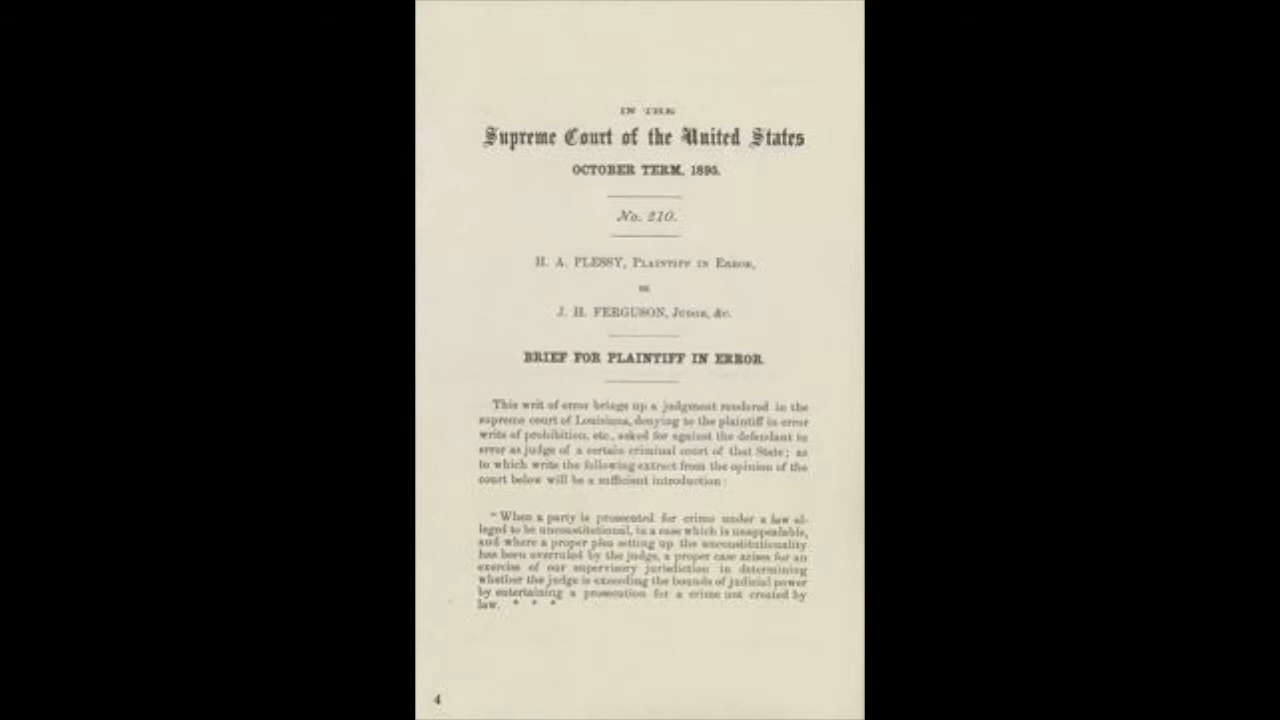 IN THE
Supreme Court of the United States
OCTOBER TERM, 1895.
No. 210.
H. A. PLESSY, PLAINTIFF IN ERROR,
vs.
J. H. FERGUSON, JUDGE, &c.
BRIEF FOR PLAINTIFF IN ERROR.
This writ of error brings up a judgment rendered in the
supreme court of Louisiana, denying to the plaintiff in error
writs of prohibition, etc., asked for against the defendant in
error as judge of a certain criminal court of that State; as
to which writs the following extract from the opinion of the
court below will be a sufficient introduction:
"When a party is prosecuted for crime under a law al-
leged to be unconstitutional, in a case which is unappealable,
and where a proper plea setting up the unconstitutionality
has been overruled by the judge, a proper case arises for an
exercise of our supervisory jurisdiction in determining
whether the judge is exceeding the bounds of judicial power
by entertaining a prosecution for a crime not created by
law. * * *
4